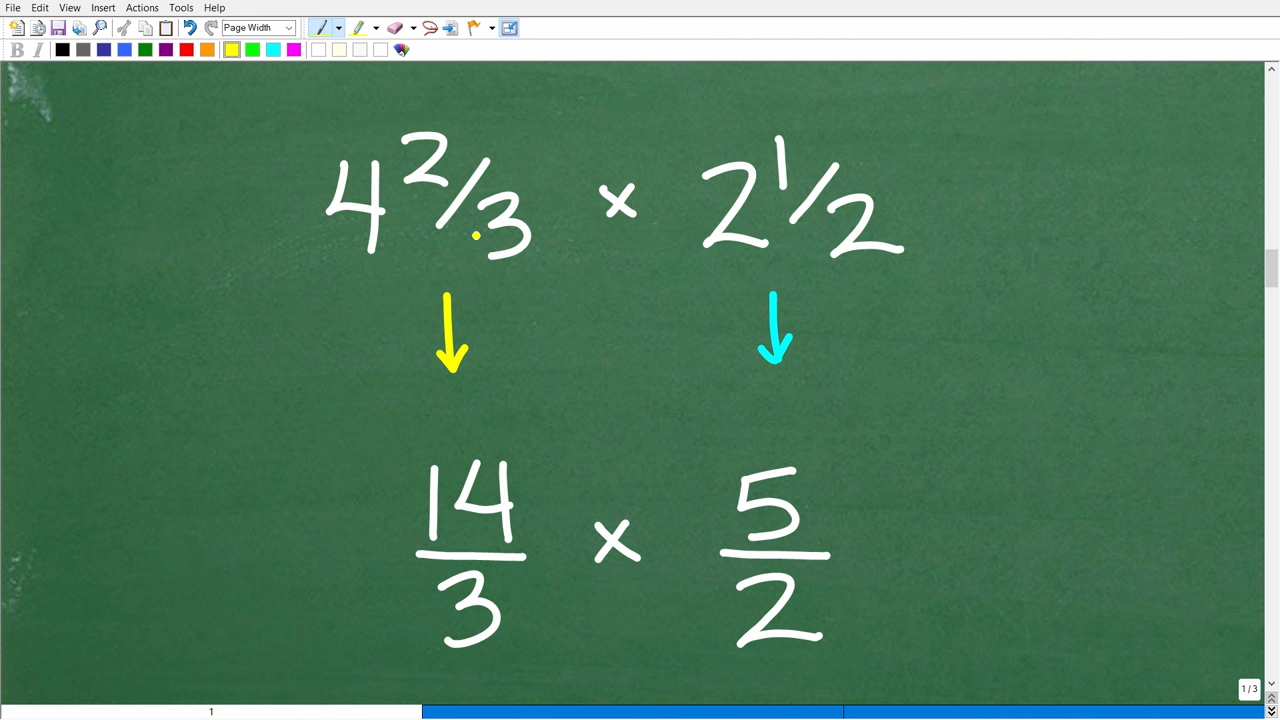 File Edit View Insert Actions Tools Help
Page Width
B I
4 2/3 × 2 1/2
14/3 × 5/2
1 / 3
1